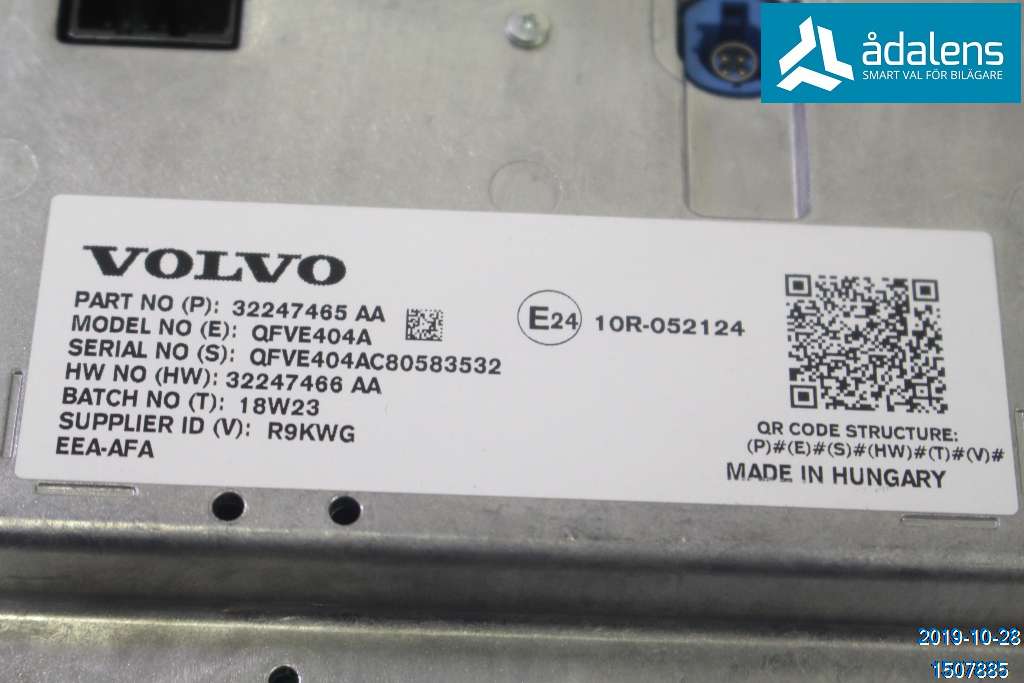 ådalens
SMART VAL FÖR BILÄGARE
VOLVO
PART NO (P): 32247465 AA
MODEL NO (E): QFVE404A
SERIAL NO (S): QFVE404AC80583532
HW NO (HW): 32247466 AA
BATCH NO (T): 18W23
SUPPLIER ID (V): R9KWG
EEA-AFA
E24 10R-052124
QR CODE STRUCTURE:
(P)#(E)#(S)#(HW)#(T)#(V)#
MADE IN HUNGARY
2019-10-28
1507885